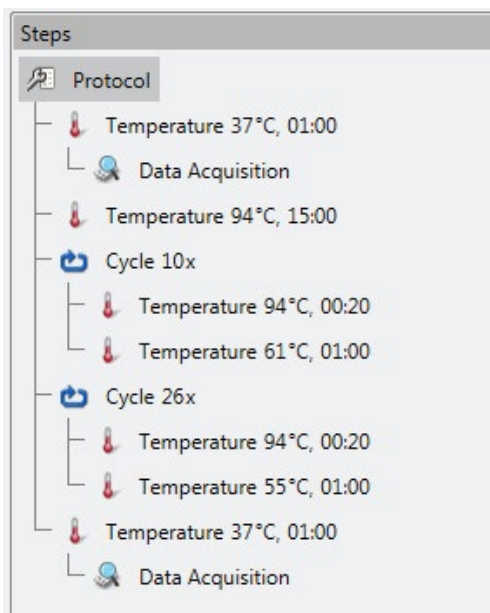 Steps
Protocol
Temperature 37°C, 01:00
Data Acquisition
Temperature 94°C, 15:00
Cycle 10x
Temperature 94°C, 00:20
Temperature 61°C, 01:00
Cycle 26x
Temperature 94°C, 00:20
Temperature 55°C, 01:00
Temperature 37°C, 01:00
Data Acquisition